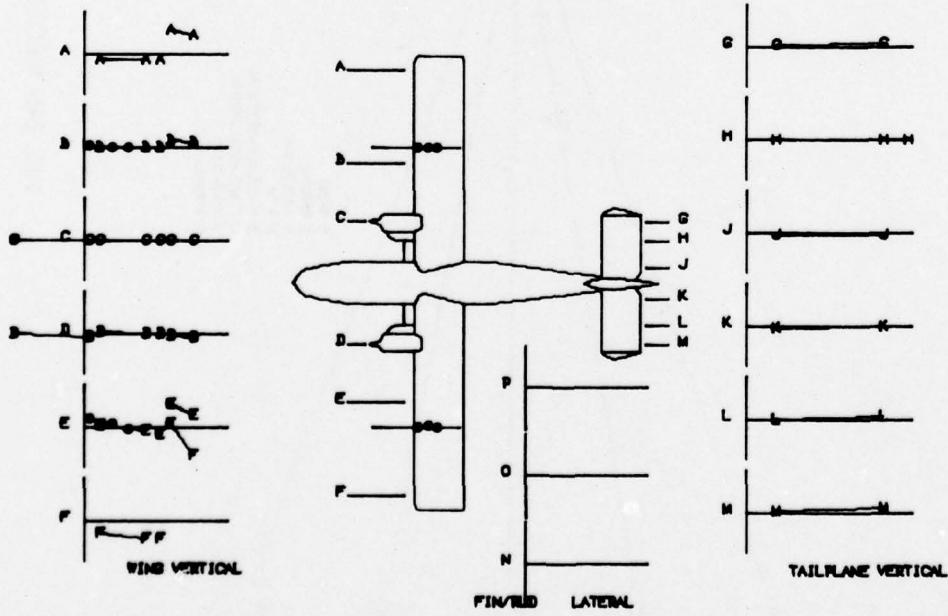 A
A A A
A A
B
B B B B B
C
C C C C
D
D D D D
E
E E E E
F
F
F F F
WING VERTICAL
A
B
C
D
E
F
G
H
J
K
L
M
P
O
N
FIN/RUD LATERAL
G
G G
H
H H H
J
J J
K
K K
L
L L
M
M M
TAILPLANE VERTICAL